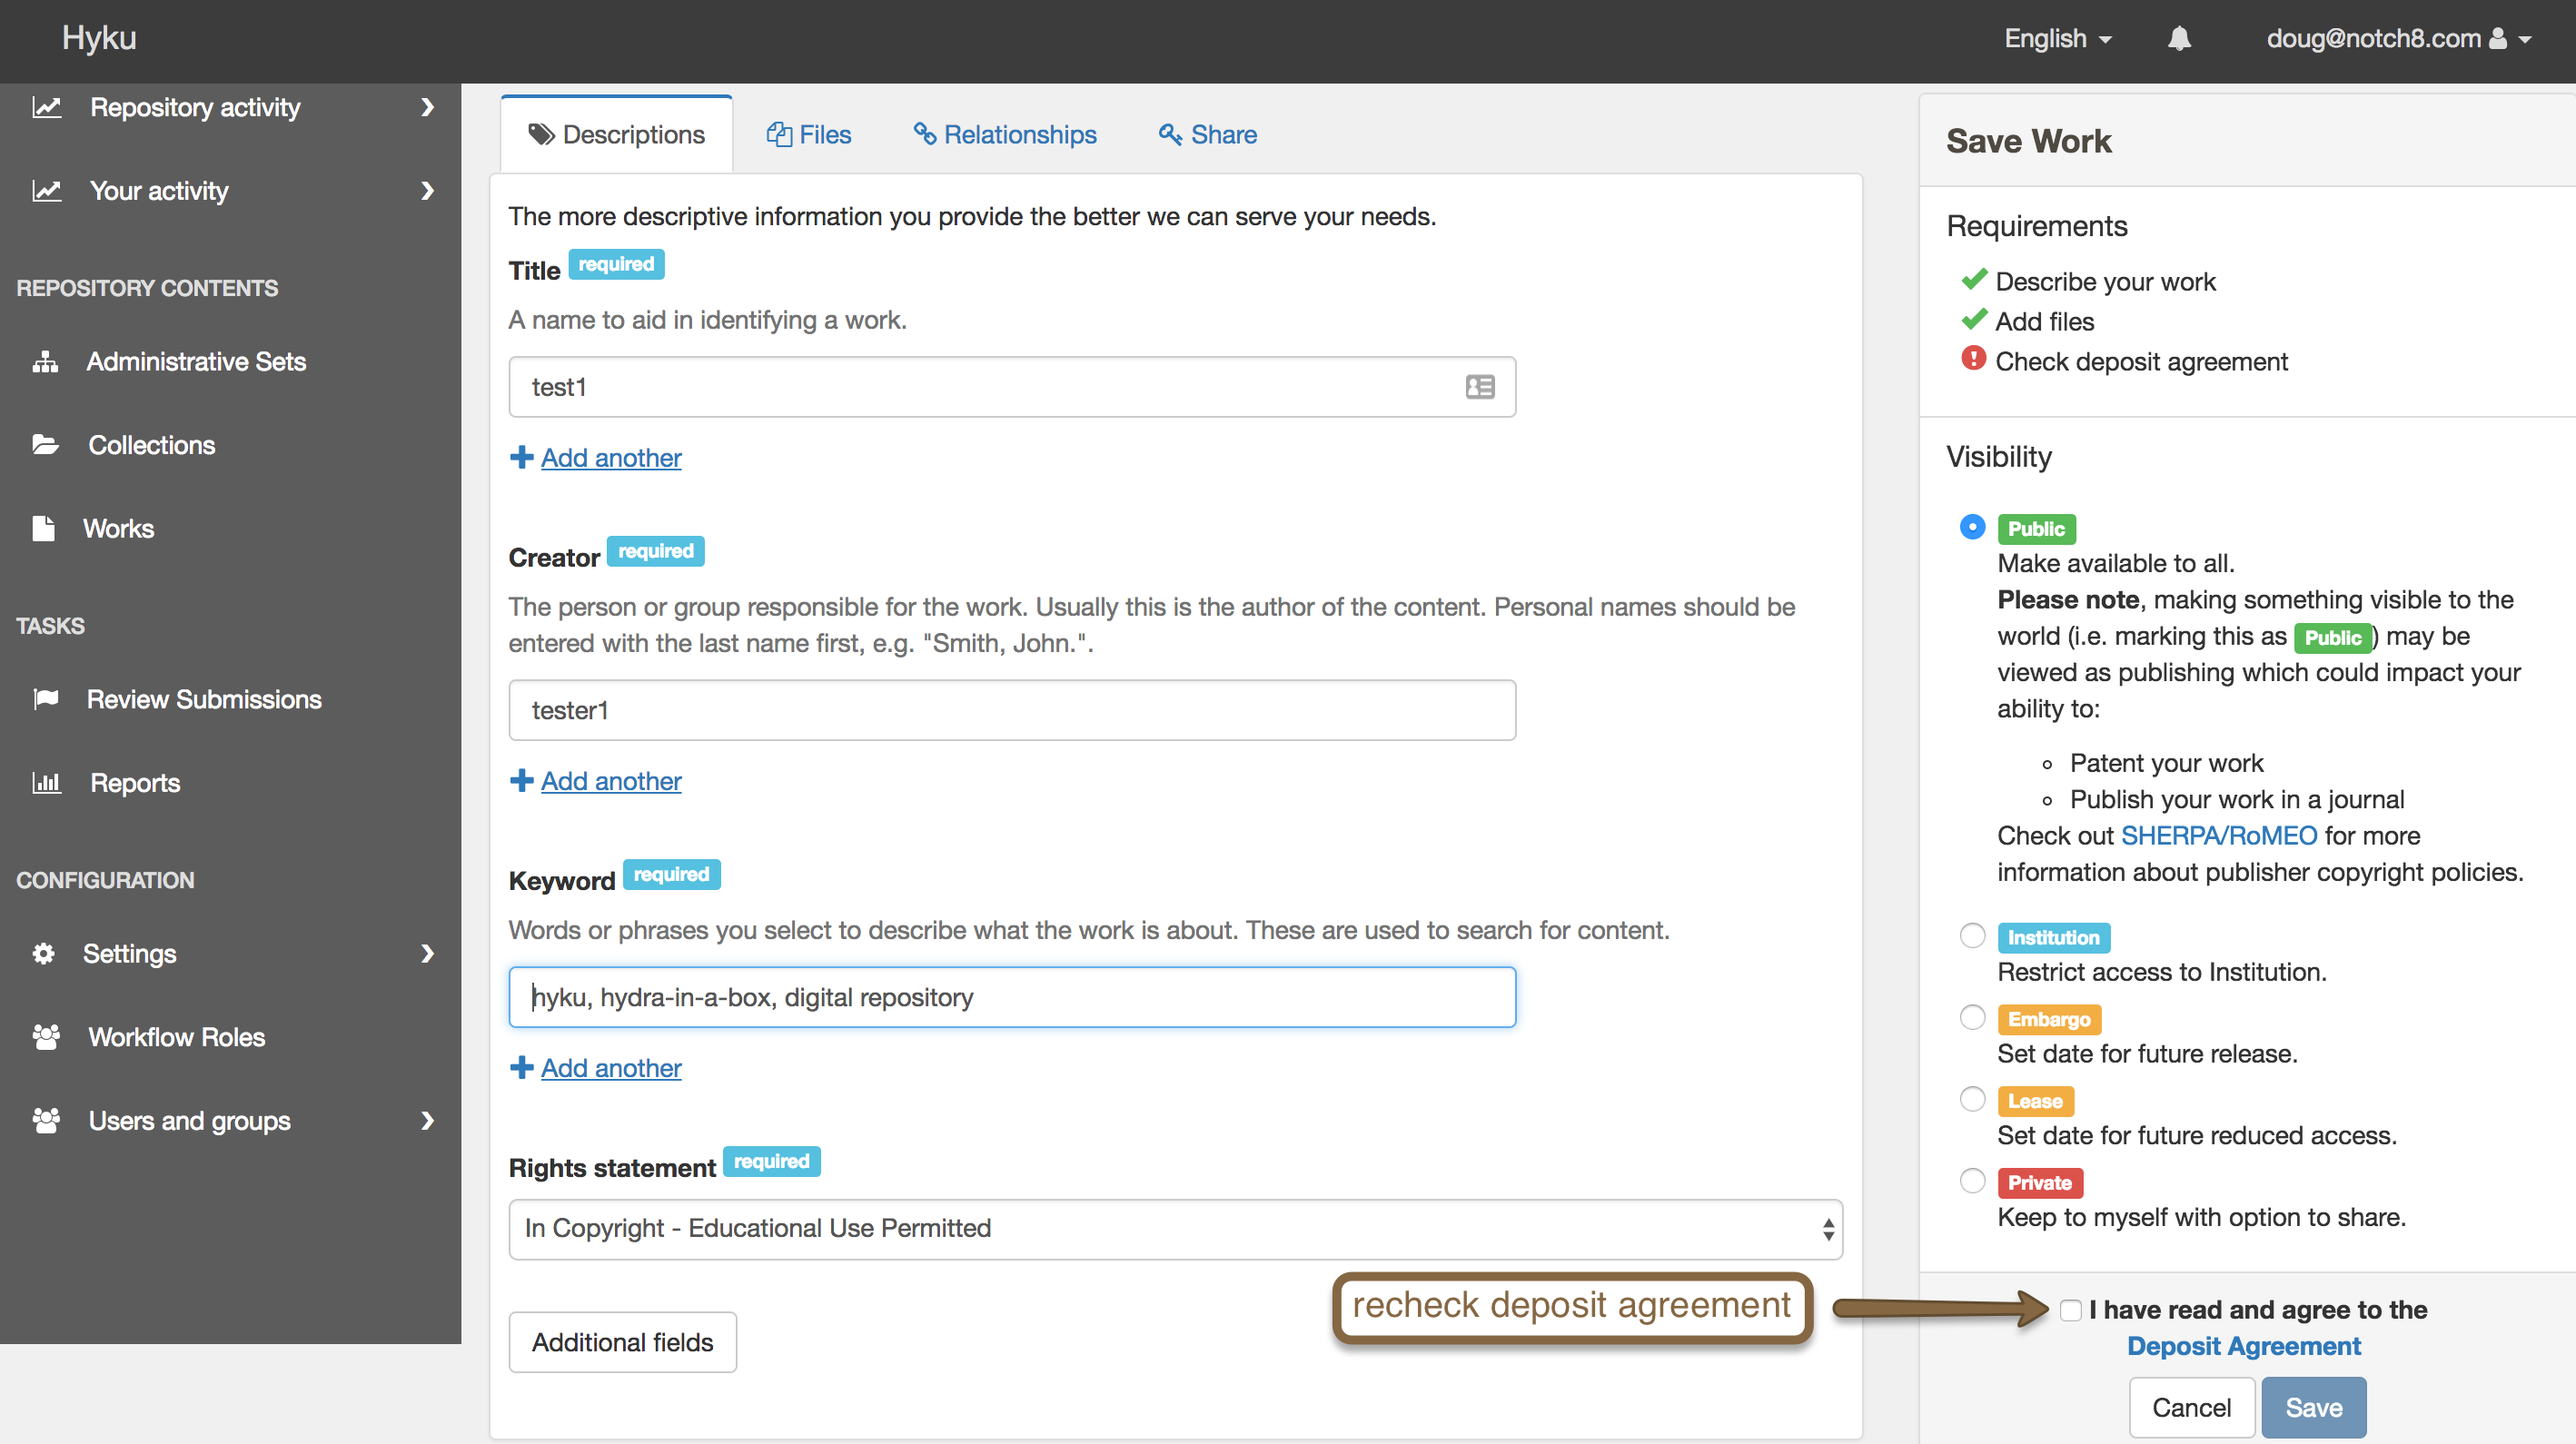 Hyku
English
doug@notch8.com
Repository activity
Your activity
REPOSITORY CONTENTS
Administrative Sets
Collections
Works
TASKS
Review Submissions
Reports
CONFIGURATION
Settings
Workflow Roles
Users and groups
Descriptions
Files
Relationships
Share
The more descriptive information you provide the better we can serve your needs.
Title required
A name to aid in identifying a work.
test1
Add another
Creator required
The person or group responsible for the work. Usually this is the author of the content. Personal names should be
entered with the last name first, e.g. "Smith, John.".
tester1
Add another
Keyword required
Words or phrases you select to describe what the work is about. These are used to search for content.
hyku, hydra-in-a-box, digital repository
Add another
Rights statement required
In Copyright - Educational Use Permitted
Additional fields
recheck deposit agreement
Save Work
Requirements
Describe your work
Add files
Check deposit agreement
Visibility
Public
Make available to all.
Please note, making something visible to the
world (i.e. marking this as Public) may be
viewed as publishing which could impact your
ability to:
Patent your work
Publish your work in a journal
Check out SHERPA/RoMEO for more
information about publisher copyright policies.
Institution
Restrict access to Institution.
Embargo
Set date for future release.
Lease
Set date for future reduced access.
Private
Keep to myself with option to share.
I have read and agree to the
Deposit Agreement
Cancel
Save